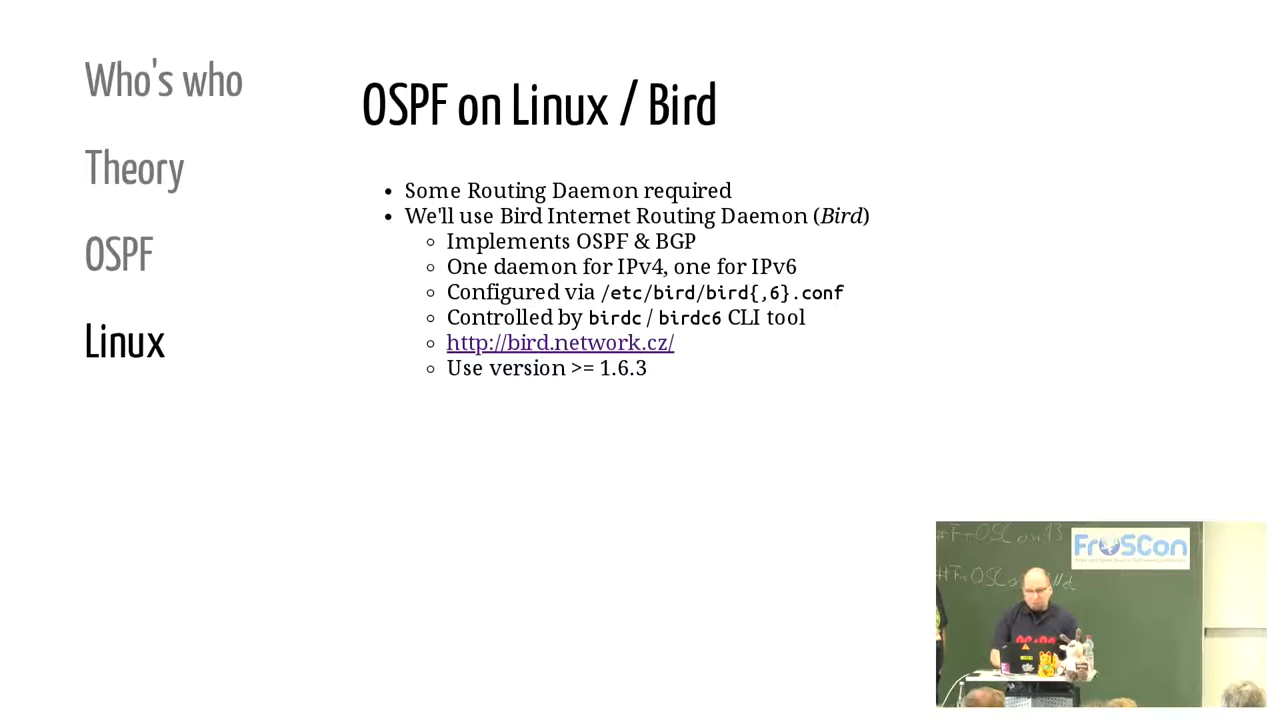 Who's who
Theory
OSPF
Linux
OSPF on Linux / Bird
• Some Routing Daemon required
• We'll use Bird Internet Routing Daemon (Bird)
◦ Implements OSPF & BGP
◦ One daemon for IPv4, one for IPv6
◦ Configured via /etc/bird/bird{,6}.conf
◦ Controlled by birdc / birdc6 CLI tool
◦ http://bird.network.cz/
◦ Use version >= 1.6.3
#FrOSCon13
FrOSCon